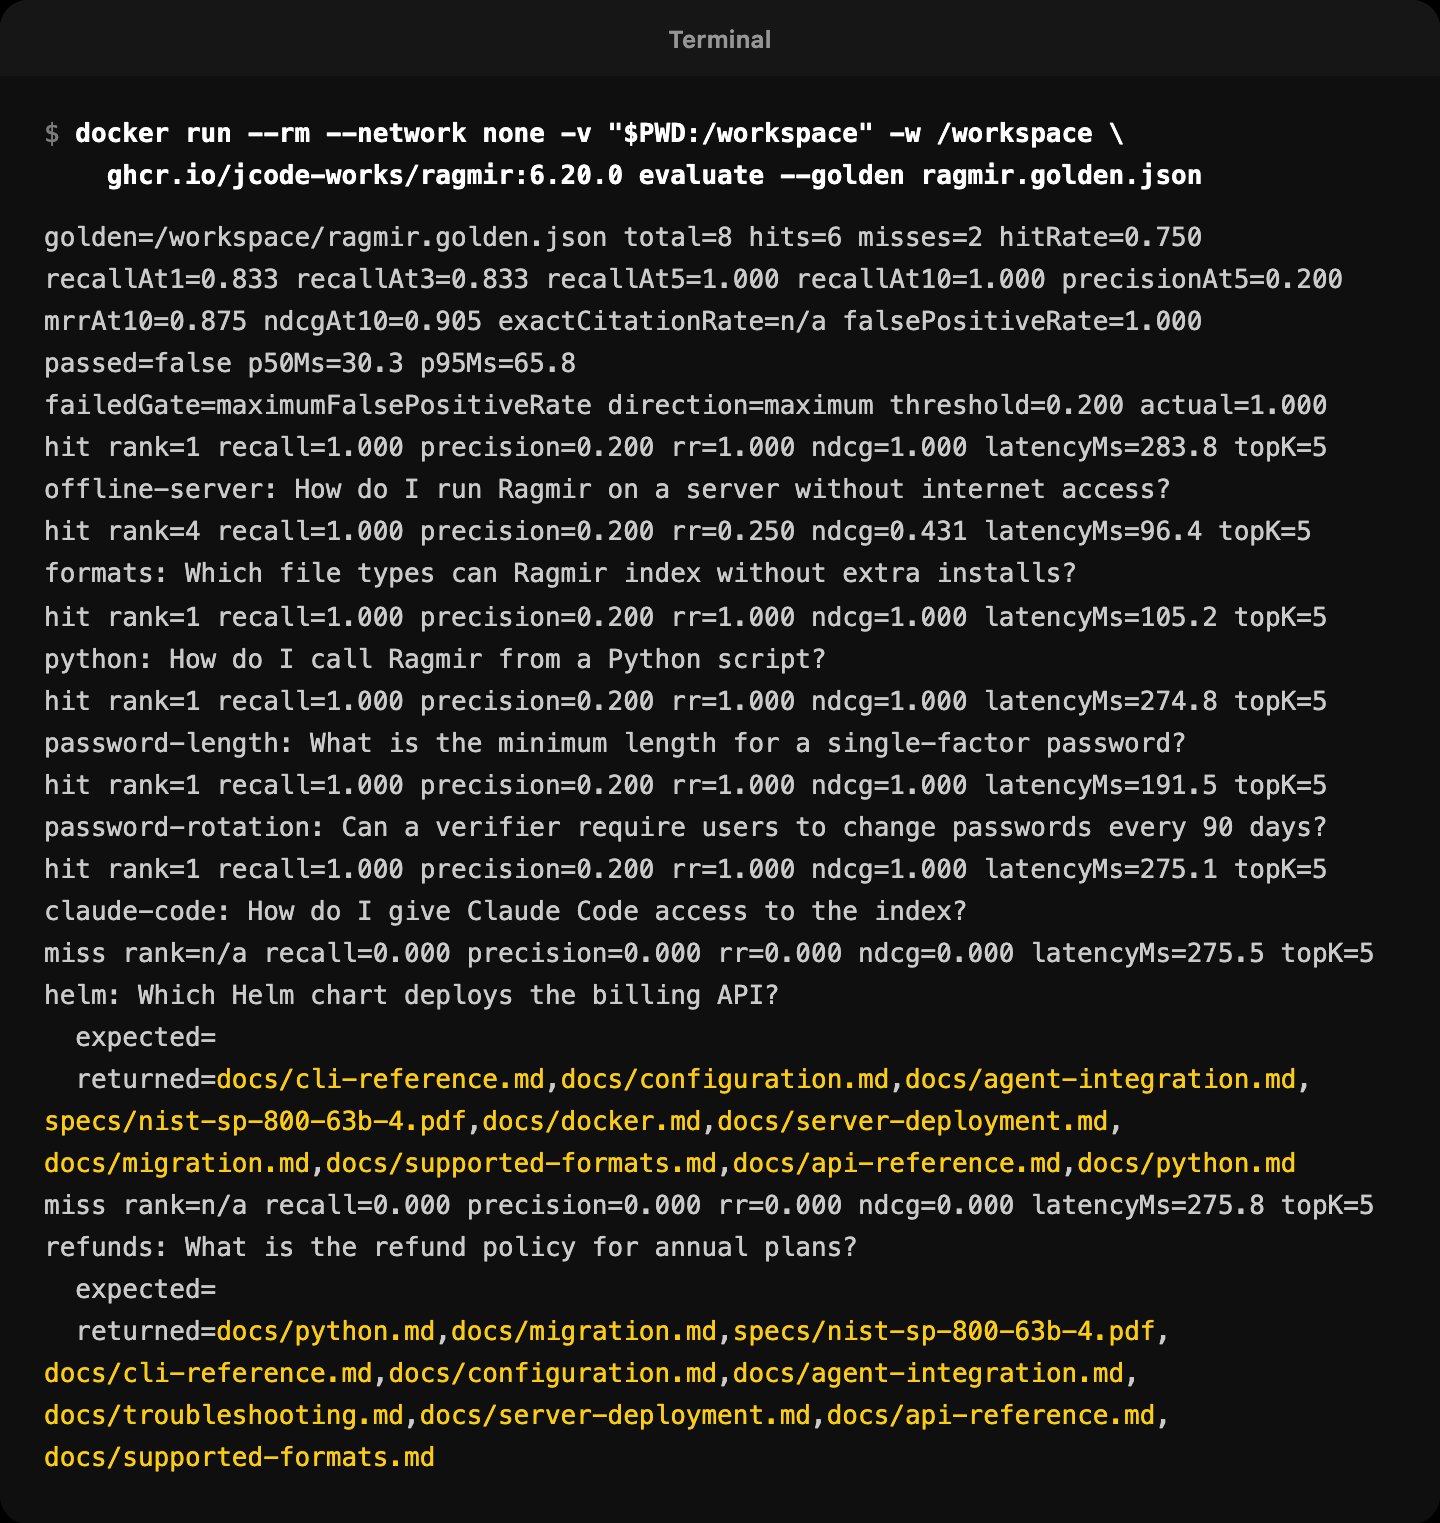 Terminal
$ docker run --rm --network none -v "$PWD:/workspace" -w /workspace \
ghcr.io/jcode-works/ragmir:6.20.0 evaluate --golden ragmir.golden.json
golden=/workspace/ragmir.golden.json total=8 hits=6 misses=2 hitRate=0.750
recallAt1=0.833 recallAt3=0.833 recallAt5=1.000 recallAt10=1.000 precisionAt5=0.200
mrrAt10=0.875 ndcgAt10=0.905 exactCitationRate=n/a falsePositiveRate=1.000
passed=false p50Ms=30.3 p95Ms=65.8
failedGate=maximumFalsePositiveRate direction=maximum threshold=0.200 actual=1.000
hit rank=1 recall=1.000 precision=0.200 rr=1.000 ndcg=1.000 latencyMs=283.8 topK=5
offline-server: How do I run Ragmir on a server without internet access?
hit rank=4 recall=1.000 precision=0.200 rr=0.250 ndcg=0.431 latencyMs=96.4 topK=5
formats: Which file types can Ragmir index without extra installs?
hit rank=1 recall=1.000 precision=0.200 rr=1.000 ndcg=1.000 latencyMs=105.2 topK=5
python: How do I call Ragmir from a Python script?
hit rank=1 recall=1.000 precision=0.200 rr=1.000 ndcg=1.000 latencyMs=274.8 topK=5
password-length: What is the minimum length for a single-factor password?
hit rank=1 recall=1.000 precision=0.200 rr=1.000 ndcg=1.000 latencyMs=191.5 topK=5
password-rotation: Can a verifier require users to change passwords every 90 days?
hit rank=1 recall=1.000 precision=0.200 rr=1.000 ndcg=1.000 latencyMs=275.1 topK=5
claude-code: How do I give Claude Code access to the index?
miss rank=n/a recall=0.000 precision=0.000 rr=0.000 ndcg=0.000 latencyMs=275.5 topK=5
helm: Which Helm chart deploys the billing API?
expected=
returned=docs/cli-reference.md,docs/configuration.md,docs/agent-integration.md,
specs/nist-sp-800-63b-4.pdf,docs/docker.md,docs/server-deployment.md,
docs/migration.md,docs/supported-formats.md,docs/api-reference.md,docs/python.md
miss rank=n/a recall=0.000 precision=0.000 rr=0.000 ndcg=0.000 latencyMs=275.8 topK=5
refunds: What is the refund policy for annual plans?
expected=
returned=docs/python.md,docs/migration.md,specs/nist-sp-800-63b-4.pdf,
docs/cli-reference.md,docs/configuration.md,docs/agent-integration.md,
docs/troubleshooting.md,docs/server-deployment.md,docs/api-reference.md,
docs/supported-formats.md